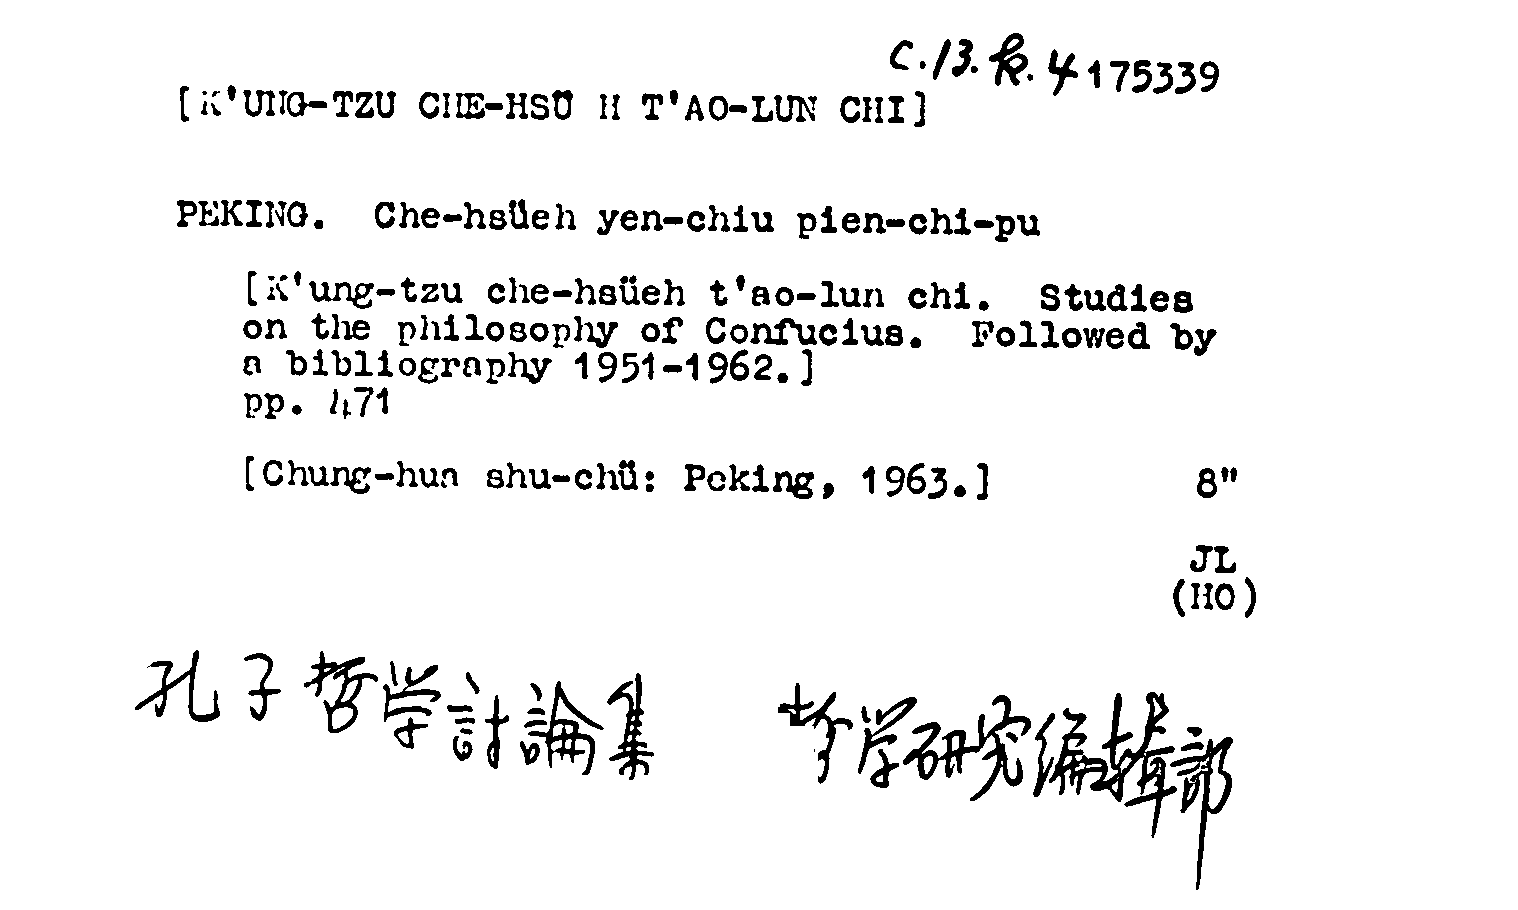 C.13.k.4 175339
[K'UNG-TZU CHE-HSÜ H T'AO-LUN CHI]
PEKING. Che-hsüeh yen-chiu pien-chi-pu
[K'ung-tzu che-hsüeh t'ao-lun chi. Studies
on the philosophy of Confucius. Followed by
a bibliography 1951-1962.]
pp. 471
[Chung-hua shu-chü: Peking, 1963.] 8"
JL
(HO)
孔子哲学討論集 哲学研究編輯部